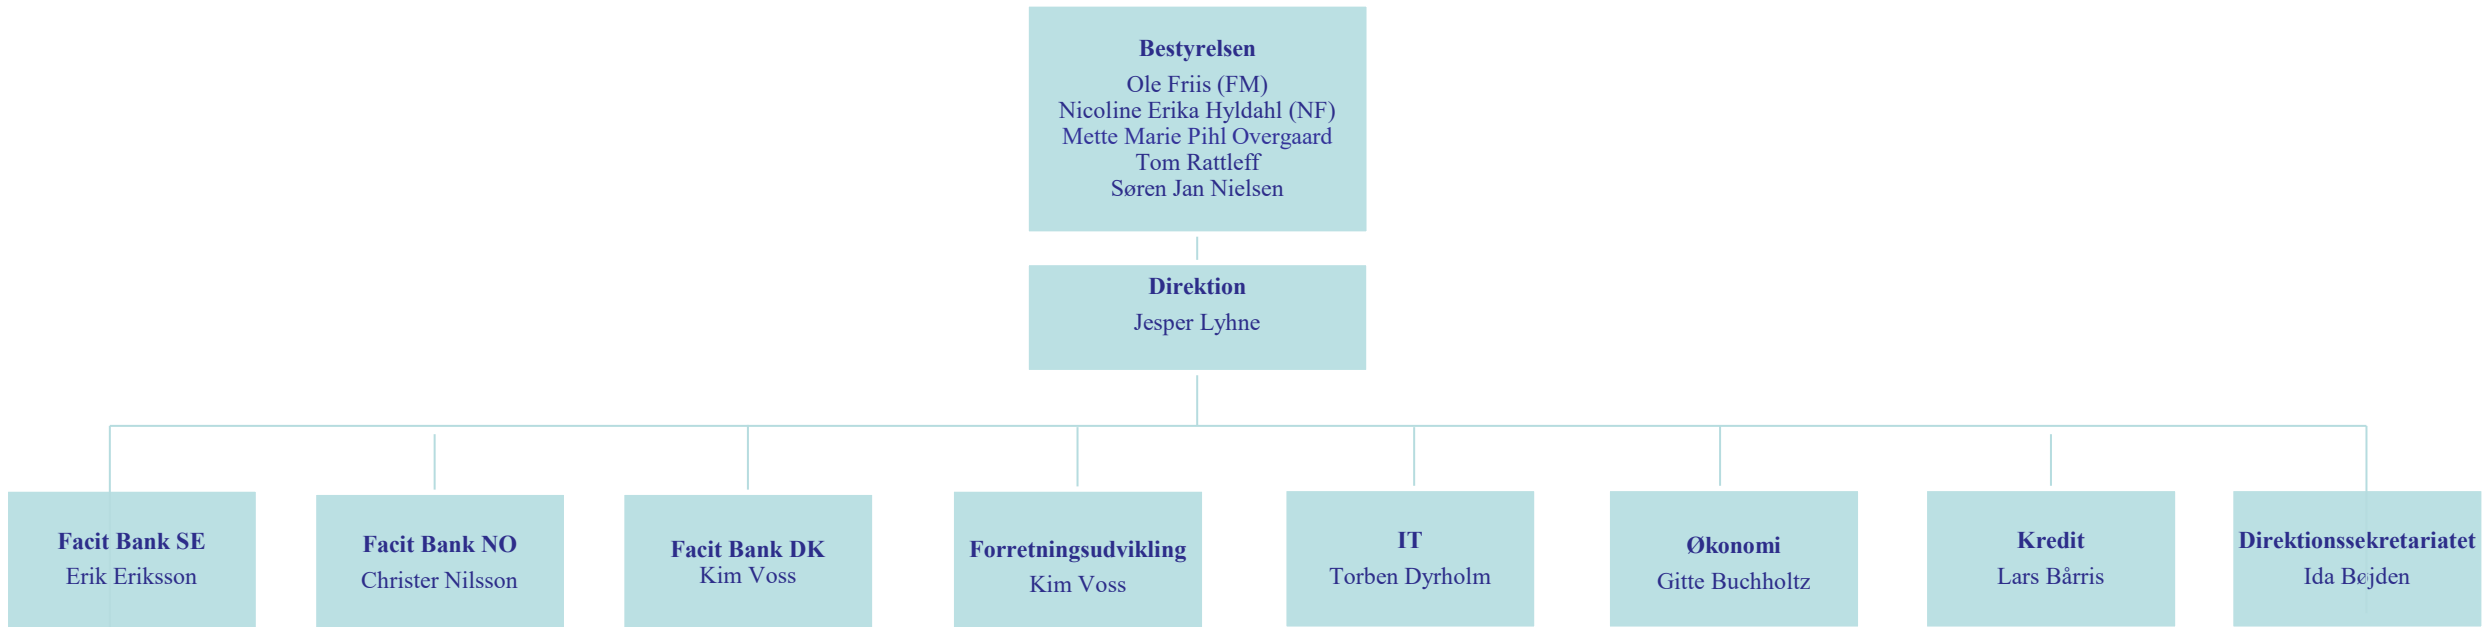 Bestyrelsen
Ole Friis (FM)
Nicoline Erika Hyldahl (NF)
Mette Marie Pihl Overgaard
Tom Rattleff
Søren Jan Nielsen
Direktion
Jesper Lyhne
Facit Bank SE
Erik Eriksson
Facit Bank NO
Christer Nilsson
Facit Bank DK
Kim Voss
Forretningsudvikling
Kim Voss
IT
Torben Dyrholm
Økonomi
Gitte Buchholtz
Kredit
Lars Bårris
Direktionssekretariatet
Ida Bøjden